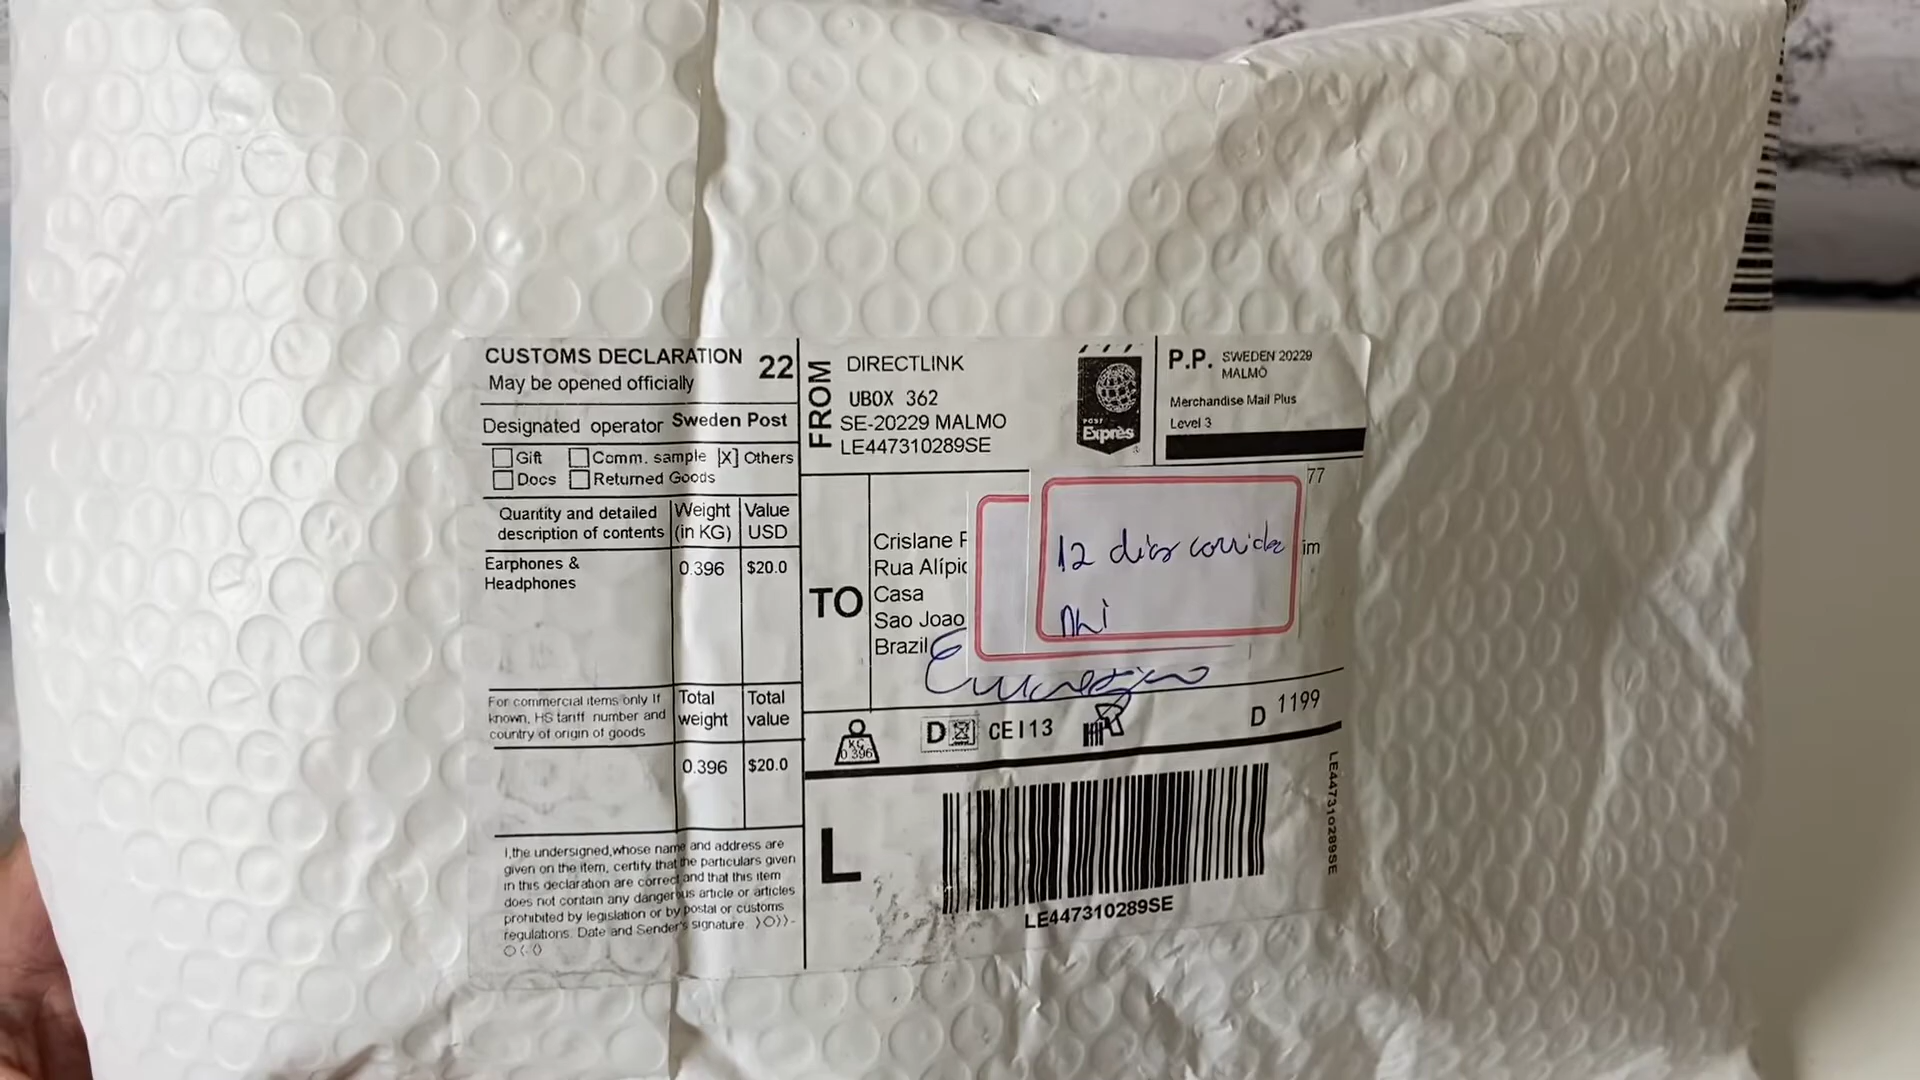 CUSTOMS DECLARATION 22
May be opened officially
Designated operator Sweden Post
Gift Comm. sample [X] Others
Docs Returned Goods
Quantity and detailed description of contents
Weight (in KG)
Value USD
Earphones & Headphones
0.396 $20.0
For commercial items only If known, HS tariff number and country of origin of goods
Total weight
Total value
0.396 $20.0
I,the undersigned,whose name and address are
given on the item, certify that the particulars given
in this declaration are correct and that this item
does not contain any dangerous article or articles
prohibited by legislation or by postal or customs
regulations. Date and Sender's signature
FROM
DIRECTLINK
UBOX 362
SE-20229 MALMO
LE447310289SE
POST
Exprès
P.P. SWEDEN 20229
MALMÖ
Merchandise Mail Plus
Level 3
77
TO
Crislane
Rua
Casa
Sao Joao
Brazil
im
12 dias
KG
0.396
D CE113
D 1199
L
LE447310289SE
LE447310289SE